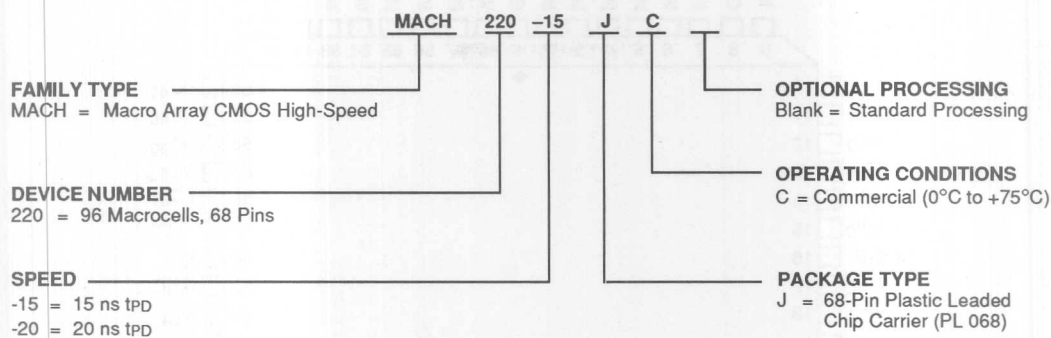 MACH 220 –15 J C
FAMILY TYPE
MACH = Macro Array CMOS High-Speed
DEVICE NUMBER
220 = 96 Macrocells, 68 Pins
SPEED
-15 = 15 ns tPD
-20 = 20 ns tPD
OPTIONAL PROCESSING
Blank = Standard Processing
OPERATING CONDITIONS
C = Commercial (0°C to +75°C)
PACKAGE TYPE
J = 68-Pin Plastic Leaded
Chip Carrier (PL 068)